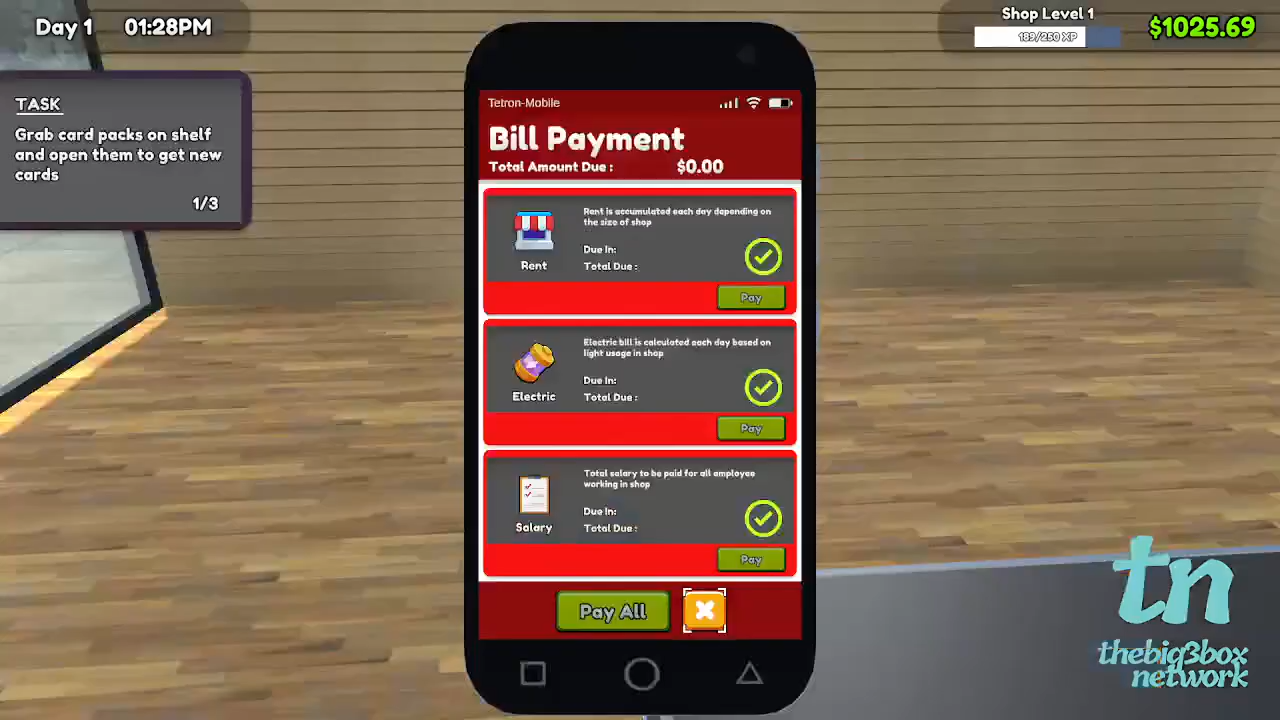 Day 1 01:28PM
Shop Level 1
189/250 XP
$1025.69
TASK
Grab card packs on shelf
and open them to get new
cards
1/3
Tetron-Mobile
Bill Payment
Total Amount Due : $0.00
Rent is accumulated each day depending on
the size of shop
Due In:
Total Due :
Rent
Pay
Electric bill is calculated each day based on
light usage in shop
Due In:
Total Due :
Electric
Pay
Total salary to be paid for all employee
working in shop
Due In:
Total Due :
Salary
Pay
Pay All
tn
thebig3box
network